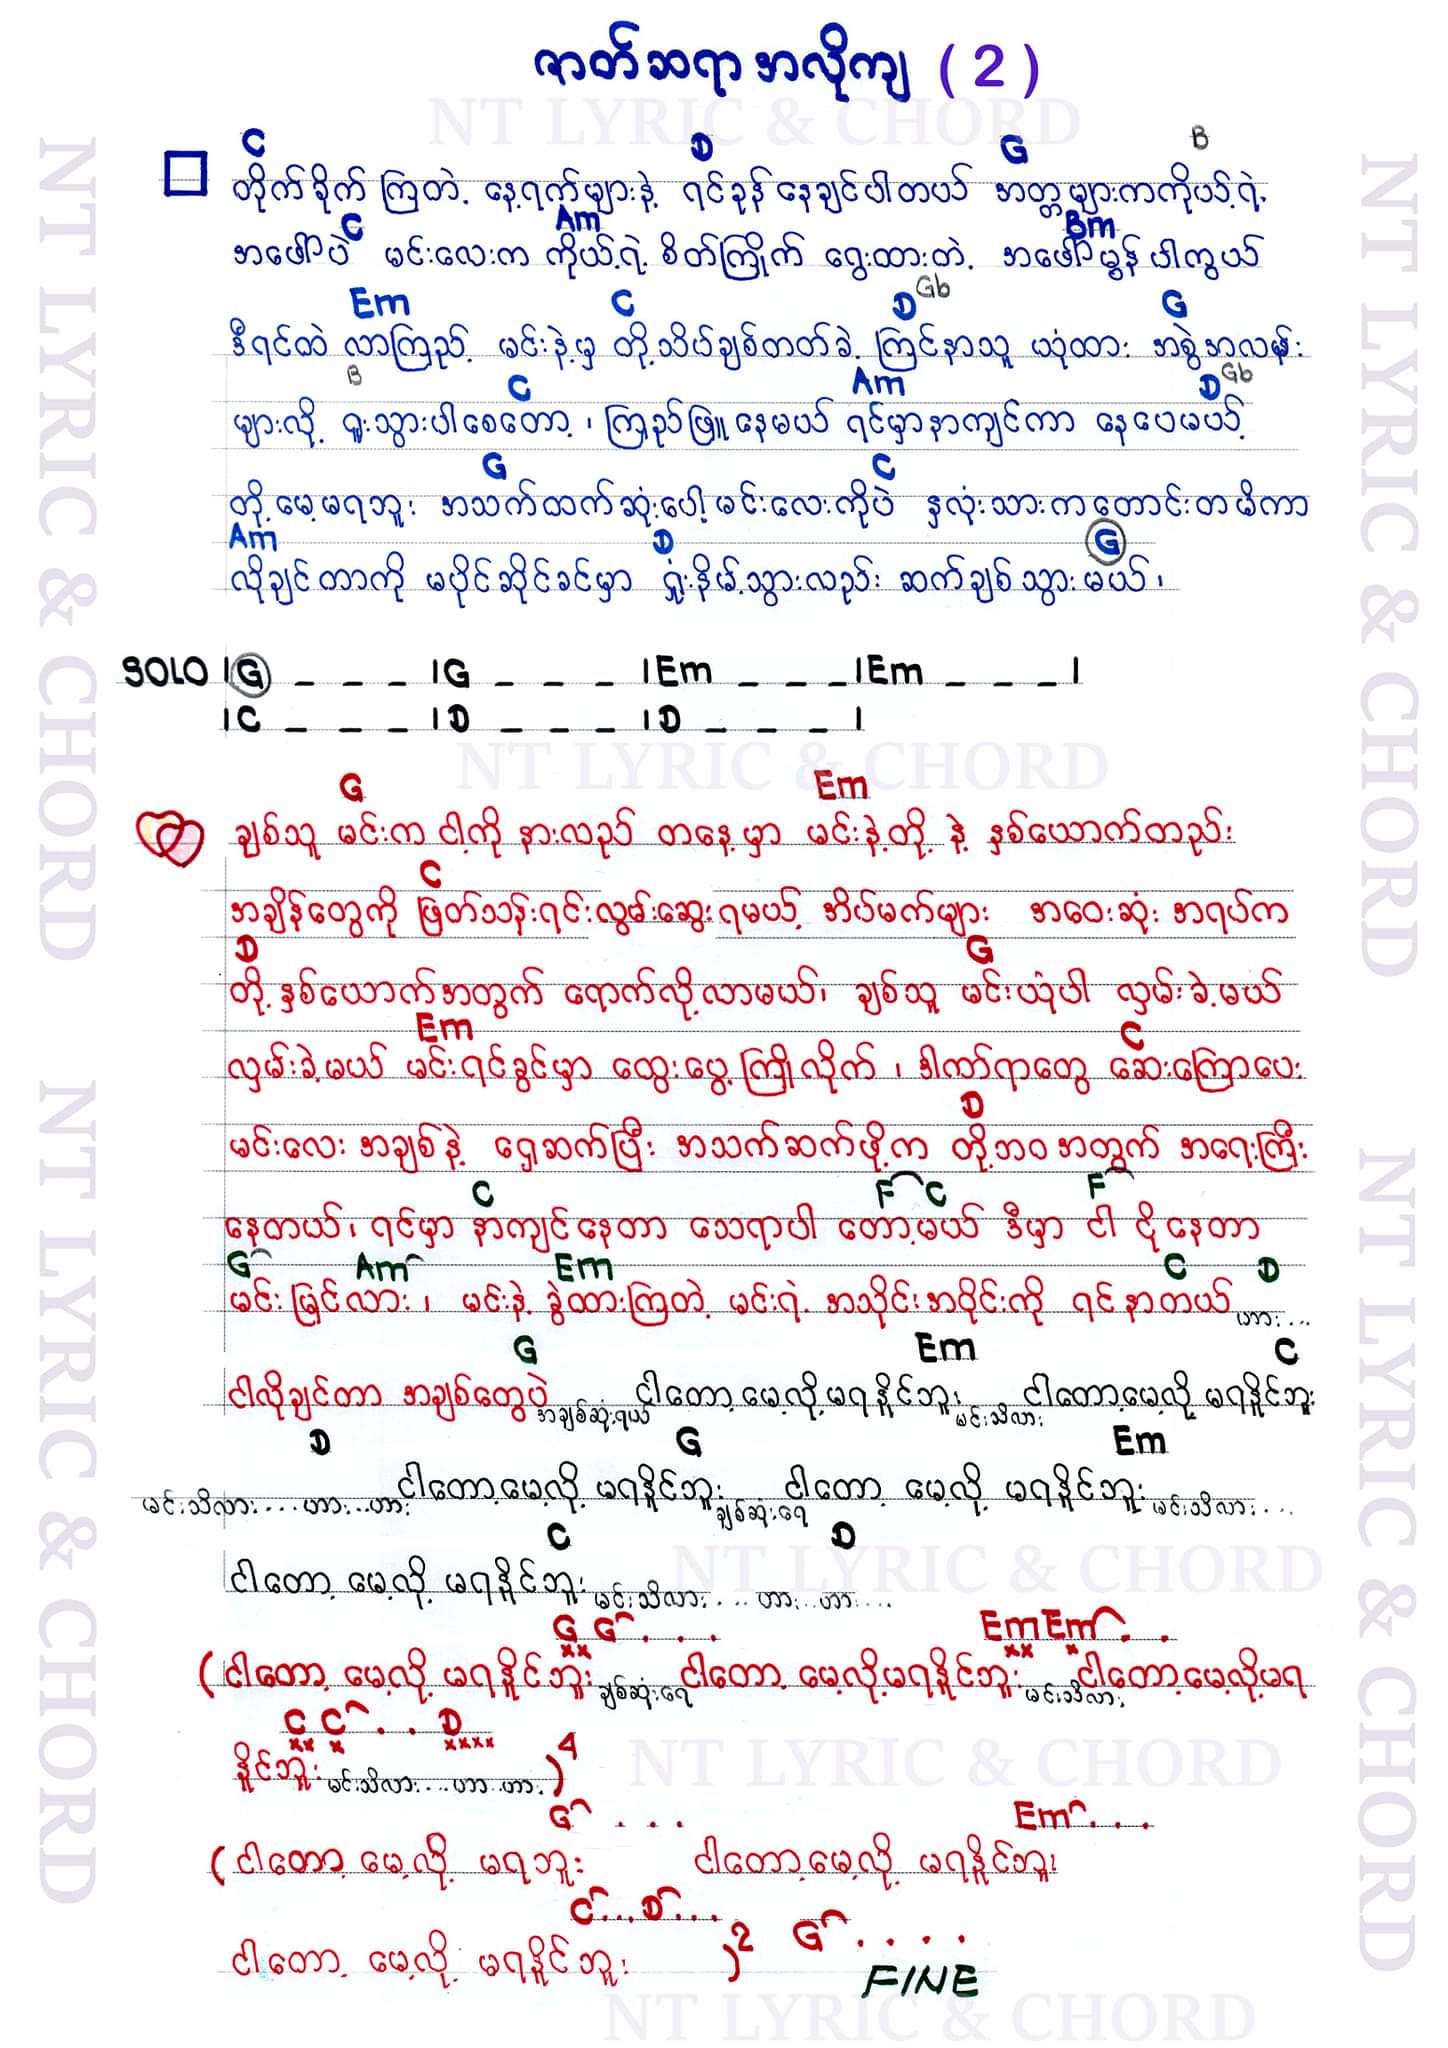 ဇာတ်ဆရာအလိုကျ (2)
C D G B
တိုက်ခိုက်ကြတဲ့ နေ့ရက်များနဲ့ ရင်ခုန်နေချင်ပါတယ် အတ္တများကကိုယ့်ရဲ့
C Am Bm
အဖော်ပဲ မင်းလေးက ကိုယ့်ရဲ့ စိတ်ကြိုက် ရွေးထားတဲ့ အဖော်မွန်ပါကွယ်
Em C D Gb G
ဒီရင်ထဲ လာကြည့် မင်းနဲ့မှ တို့သိပ်ချစ်တတ်ခဲ့ ကြင်နာသူ ယုံထား အစွဲအလမ်း
B C Am D Gb
များလို့ ရူးသွားပါစေတော့၊ ကြည်ဖြူနေမယ် ရင်မှာနာကျင်ကာ နေပေမယ့်
G C
တို့မေ့မရဘူး အသက်ထက်ဆုံးပေါ့ မင်းလေးကိုပဲ နှလုံးသားကတောင်းတမိကာ
Am D G
လိုချင်တာကို မပိုင်ဆိုင်ခင်မှာ ရှုံးနိမ့်သွားလည်း ဆက်ချစ်သွားမယ်၊
SOLO |G _ _ _ |G _ _ _ |Em _ _ _ |Em _ _ _ |
|C _ _ _ |D _ _ _ |D _ _ _ |
G Em
ချစ်သူ မင်းက ငါ့ကို နားလည် တနေ့မှာ မင်းနဲ့တို့ နဲ့ နှစ်ယောက်တည်း
C
အချိန်တွေကို ဖြတ်သန်းရင်းလွမ်းဆွေးရမယ့် အိပ်မက်များ အဝေးဆုံး အရပ်က
D G
တို့နှစ်ယောက်အတွက် ရောက်လို့လာမယ်၊ ချစ်သူ မင်းယုံပါ လှမ်းခဲ့မယ်
Em C
လှမ်းခဲ့မယ် မင်းရင်ခွင်မှာ ထွေးပွေ့ကြိုလိုက်၊ ဒါဏ်ရာတွေ ဆေးကြောပေး
D
မင်းလေးအချစ်နဲ့ ရှေ့ဆက်ပြီး အသက်ဆက်ဖို့က တို့ဘဝအတွက် အရေးကြီး
C F C F
နေတယ်၊ ရင်မှာ နာကျင်နေတာ သေရာပါ တော့မယ် ဒီမှာ ငါ ငိုနေတာ
G Am Em C D
မင်းမြင်လား၊ မင်းနဲ့ ခွဲထားကြတဲ့ မင်းရဲ့ အသိုင်းအဝိုင်းကို ရင်နာတယ် ဟား...
G Em C
ငါလိုချင်တာ အချစ်တွေပဲ အချစ်ဆုံးရယ် ငါတော့မေ့လို့မရနိုင်ဘူး မင်းသိလား ငါတော့မေ့လို့မရနိုင်ဘူး
D G Em
မင်းသိလား...ဟား..ဟား ငါတော့မေ့လို့ မရနိုင်ဘူး ချစ်ဆုံးရေ ငါတော့ မေ့လို့ မရနိုင်ဘူး မင်းသိလား...
C D
ငါတော့ မေ့လို့ မရနိုင်ဘူး မင်းသိလား....ဟား..ဟား...
G G.... Em Em...
(ငါတော့ မေ့လို့ မရနိုင်ဘူး ချစ်ဆုံးရေ ငါတော့ မေ့လို့မရနိုင်ဘူး မင်းသိလား ငါတော့မေ့လို့မရ
C C... D
နိုင်ဘူး မင်းသိလား....ဟာ..ဟား.)4
G.... Em....
(ငါတော့ မေ့လို့ မရဘူး ငါတော့မေ့လို့ မရနိုင်ဘူး
C...D... G....
ငါတော့ မေ့လို့ မရနိုင်ဘူး )2
FINE
NT LYRIC & CHORD
NT LYRIC & CHORD
NT LYRIC & CHORD
NT LYRIC & CHORD
NT LYRIC & CHORD
NT LYRIC & CHORD
NT LYRIC & CHORD
NT LYRIC & CHORD
NT LYRIC & CHORD